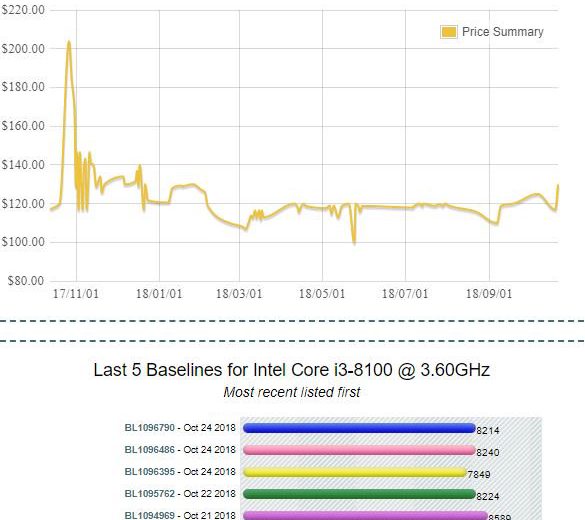 $220.00
Price Summary
$200.00
$180.00
$160.00
$140.00
$120.00
$100.00
$80.00
17/11/01 18/01/01 18/03/01 18/05/01 18/07/01 18/09/01
Last 5 Baselines for Intel Core i3-8100 @ 3.60GHz
Most recent listed first
BL1096790 - Oct 24 2018 8214
BL1096486 - Oct 24 2018 8240
BL1096395 - Oct 24 2018 7849
BL1095762 - Oct 22 2018 8224
BL1094969 - Oct 21 2018 8589